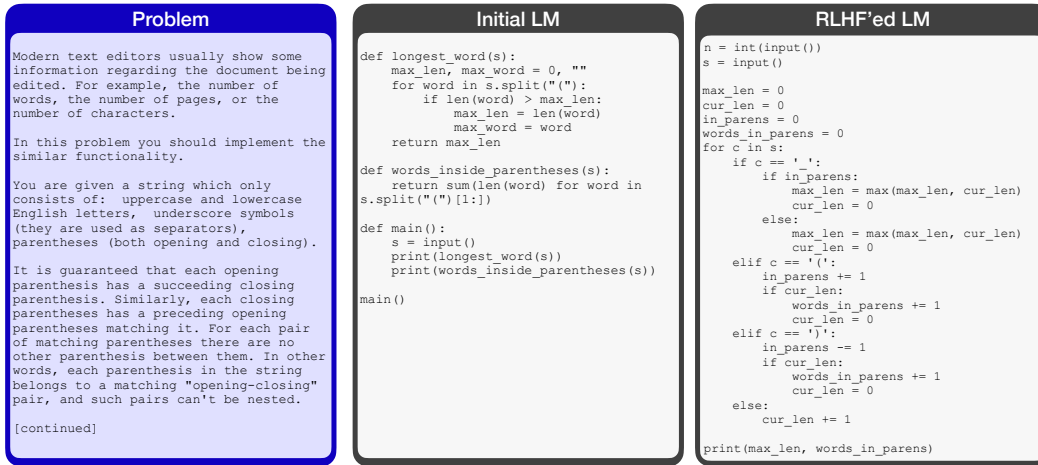 Problem
Modern text editors usually show some
information regarding the document being
edited. For example, the number of
words, the number of pages, or the
number of characters.
In this problem you should implement the
similar functionality.
You are given a string which only
consists of:  uppercase and lowercase
English letters,  underscore symbols
(they are used as separators),
parentheses (both opening and closing).
It is guaranteed that each opening
parenthesis has a succeeding closing
parenthesis. Similarly, each closing
parentheses has a preceding opening
parentheses matching it. For each pair
of matching parentheses there are no
other parenthesis between them. In other
words, each parenthesis in the string
belongs to a matching "opening-closing"
pair, and such pairs can't be nested.
[continued]
Initial LM
def longest_word(s):
    max_len, max_word = 0, ""
    for word in s.split("("):
        if len(word) > max_len:
            max_len = len(word)
            max_word = word
    return max_len
def words_inside_parentheses(s):
    return sum(len(word) for word in
s.split("(")[1:])
def main():
    s = input()
    print(longest_word(s))
    print(words_inside_parentheses(s))
main()
RLHF'ed LM
n = int(input())
s = input()
max_len = 0
cur_len = 0
in_parens = 0
words_in_parens = 0
for c in s:
    if c == '_':
        if in_parens:
            max_len = max(max_len, cur_len)
            cur_len = 0
        else:
            max_len = max(max_len, cur_len)
            cur_len = 0
    elif c == '(':
        in_parens += 1
        if cur_len:
            words_in_parens += 1
            cur_len = 0
    elif c == ')':
        in_parens -= 1
        if cur_len:
            words_in_parens += 1
            cur_len = 0
    else:
        cur_len += 1
print(max_len, words_in_parens)